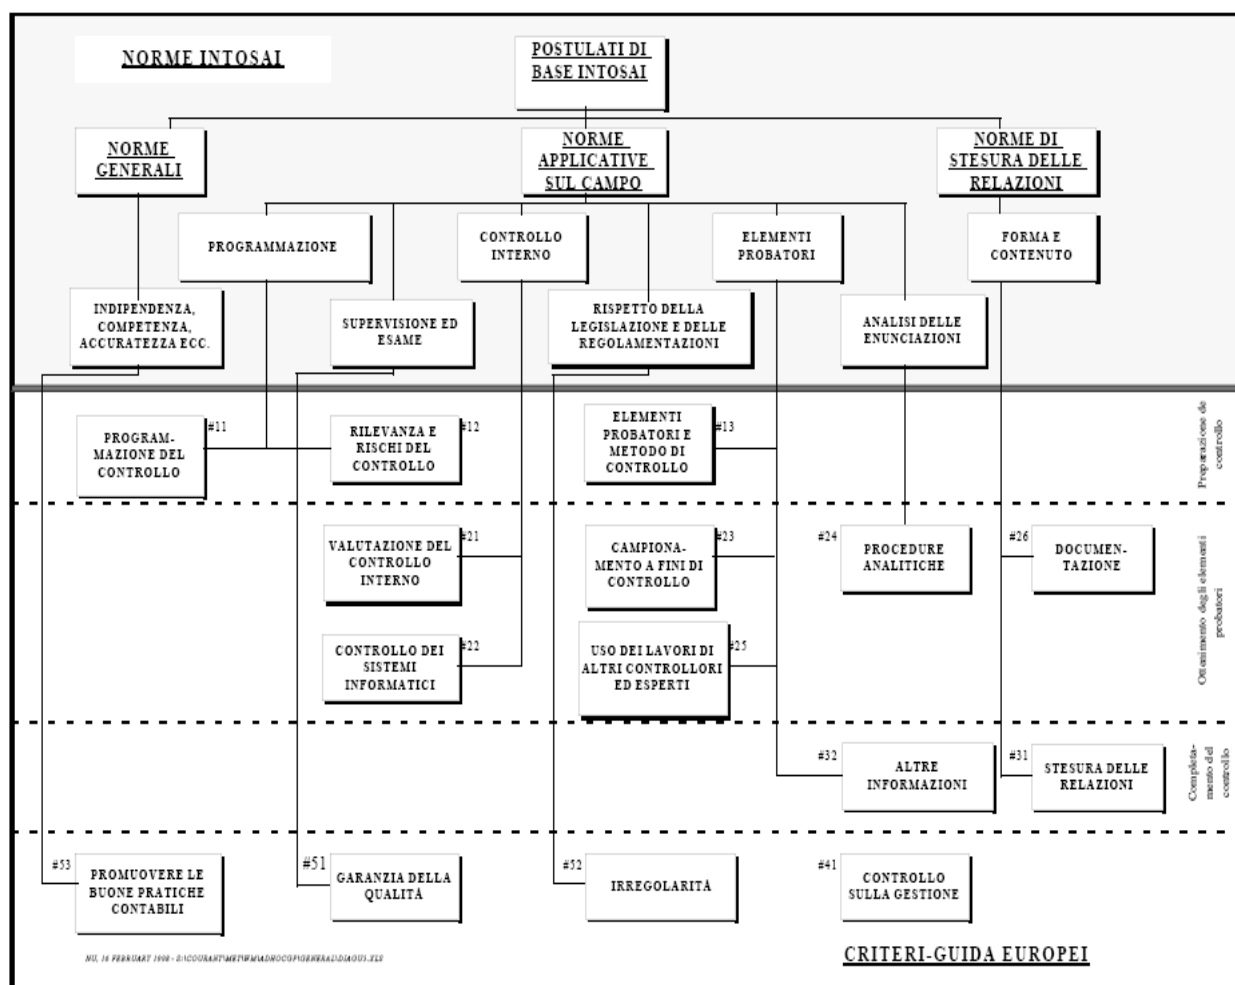 NORME INTOSAI
POSTULATI DI
BASE INTOSAI
NORME
GENERALI
NORME
APPLICATIVE
SUL CAMPO
NORME DI
STESURA DELLE
RELAZIONI
PROGRAMMAZIONE
CONTROLLO
INTERNO
ELEMENTI
PROBATORI
FORMA E
CONTENUTO
INDIPENDENZA,
COMPETENZA,
ACCURATEZZA ECC.
SUPERVISIONE ED
ESAME
RISPETTO DELLA
LEGISLAZIONE E DELLE
REGOLAMENTAZIONI
ANALISI DELLE
ENUNCIAZIONI
PROGRAM-
MAZIONE DEL
CONTROLLO
#11
RILEVANZA E
RISCHI DEL
CONTROLLO
#12
ELEMENTI
PROBATORI E
METODO DI
CONTROLLO
#13
Preparazione de
controllo
VALUTAZIONE DEL
CONTROLLO
INTERNO
#21
CAMPIONA-
MENTO A FINI DI
CONTROLLO
#23
#24
PROCEDURE
ANALITICHE
#26
DOCUMEN-
TAZIONE
Ottenimento degli elementi
probatori
CONTROLLO DEI
SISTEMI
INFORMATICI
#22
USO DEI LAVORI DI
ALTRI CONTROLLORI
ED ESPERTI
#25
#32
ALTRE
INFORMAZIONI
#31
STESURA DELLE
RELAZIONI
Completa-
mento del
controllo
#53
PROMUOVERE LE
BUONE PRATICHE
CONTABILI
#51
GARANZIA DELLA
QUALITÀ
#52
IRREGOLARITÀ
#41
CONTROLLO
SULLA GESTIONE
NU, 16 FEBRUARY 1998 -
CRITERI-GUIDA EUROPEI